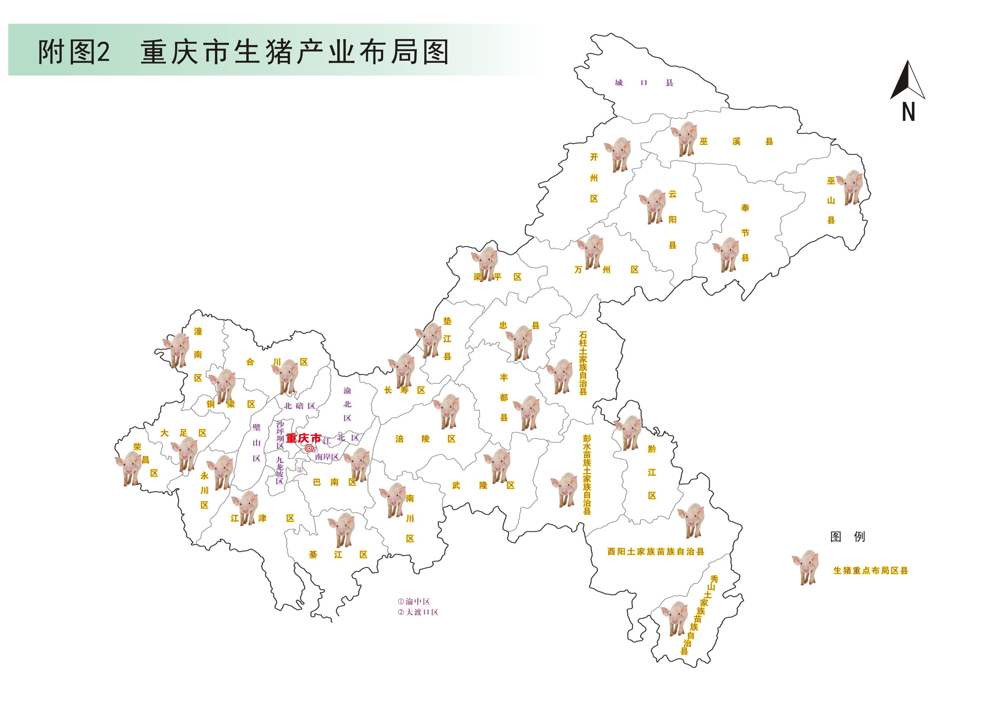 附图2 重庆市生猪产业布局图
城口县
N
巫溪县
开州区
巫山县
云阳县
奉节县
万州区
梁平区
垫江县
忠县
石柱土家族自治县
潼南区
合川区
长寿区
丰都县
渝北区
铜梁区
北碚区
璧山区
沙坪坝区
大足区
重庆市
江北区
涪陵区
①
荣昌区
南岸区
九龙坡区
②
永川区
巴南区
武隆区
彭水苗族土家族自治县
黔江区
南川区
江津区
綦江区
酉阳土家族苗族自治县
秀山土家族苗族自治县
图例
生猪重点布局区县
①渝中区
②大渡口区